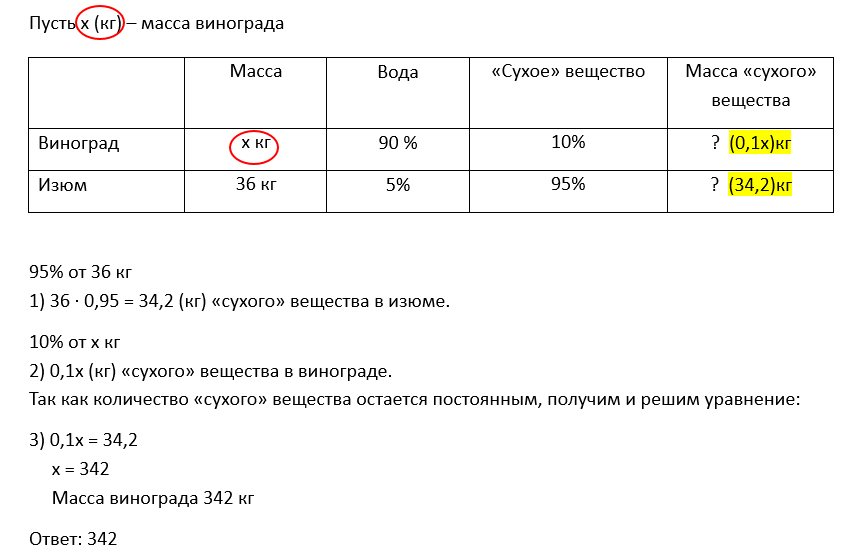 Пусть x (кг) – масса винограда
Масса Вода «Сухое» вещество Масса «сухого»
вещества
Виноград x кг 90 % 10% ? (0,1x)кг
Изюм 36 кг 5% 95% ? (34,2)кг
95% от 36 кг
1) 36 · 0,95 = 34,2 (кг) «сухого» вещества в изюме.
10% от x кг
2) 0,1x (кг) «сухого» вещества в винограде.
Так как количество «сухого» вещества остается постоянным, получим и решим уравнение:
3) 0,1x = 34,2
x = 342
Масса винограда 342 кг
Ответ: 342